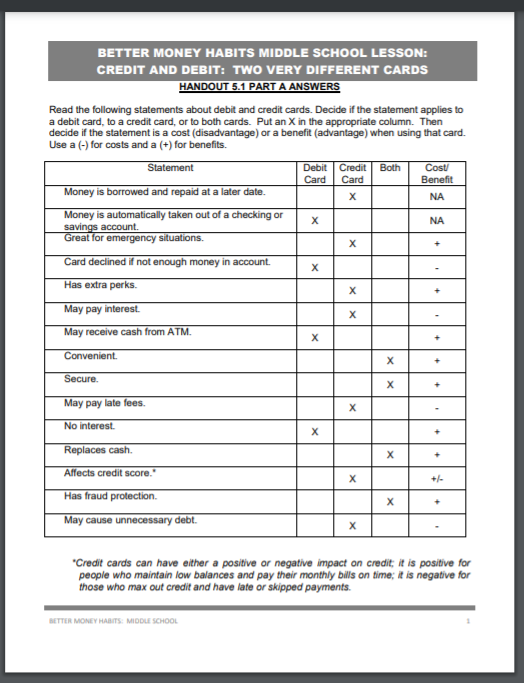 BETTER MONEY HABITS MIDDLE SCHOOL LESSON:
CREDIT AND DEBIT: TWO VERY DIFFERENT CARDS
HANDOUT 5.1 PART A ANSWERS
Read the following statements about debit and credit cards. Decide if the statement applies to
a debit card, to a credit card, or to both cards. Put an X in the appropriate column. Then
decide if the statement is a cost (disadvantage) or a benefit (advantage) when using that card.
Use a (-) for costs and a (+) for benefits.
Statement Debit Card Credit Card Both Cost/ Benefit
Money is borrowed and repaid at a later date. X NA
Money is automatically taken out of a checking or
savings account. X NA
Great for emergency situations. X +
Card declined if not enough money in account. X -
Has extra perks. X +
May pay interest. X -
May receive cash from ATM. X +
Convenient. X +
Secure. X +
May pay late fees. X -
No interest. X +
Replaces cash. X +
Affects credit score.* X +/-
Has fraud protection. X +
May cause unnecessary debt. X -
*Credit cards can have either a positive or negative impact on credit; it is positive for
people who maintain low balances and pay their monthly bills on time; it is negative for
those who max out credit and have late or skipped payments.
BETTER MONEY HABITS: MIDDLE SCHOOL 1